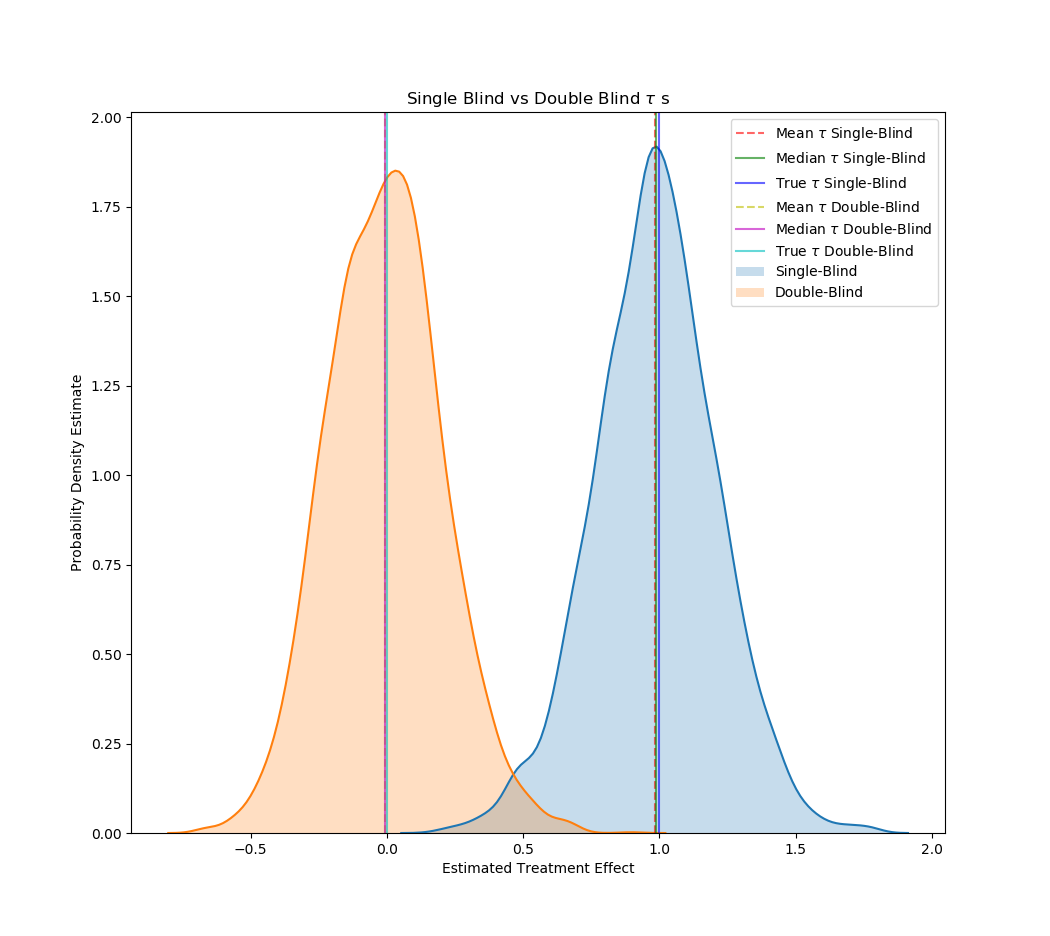 Single Blind vs Double Blind τ s
Mean τ Single-Blind
Median τ Single-Blind
True τ Single-Blind
Mean τ Double-Blind
Median τ Double-Blind
True τ Double-Blind
Single-Blind
Double-Blind
Probability Density Estimate
2.00
1.75
1.50
1.25
1.00
0.75
0.50
0.25
0.00
−0.5 0.0 0.5 1.0 1.5 2.0
Estimated Treatment Effect